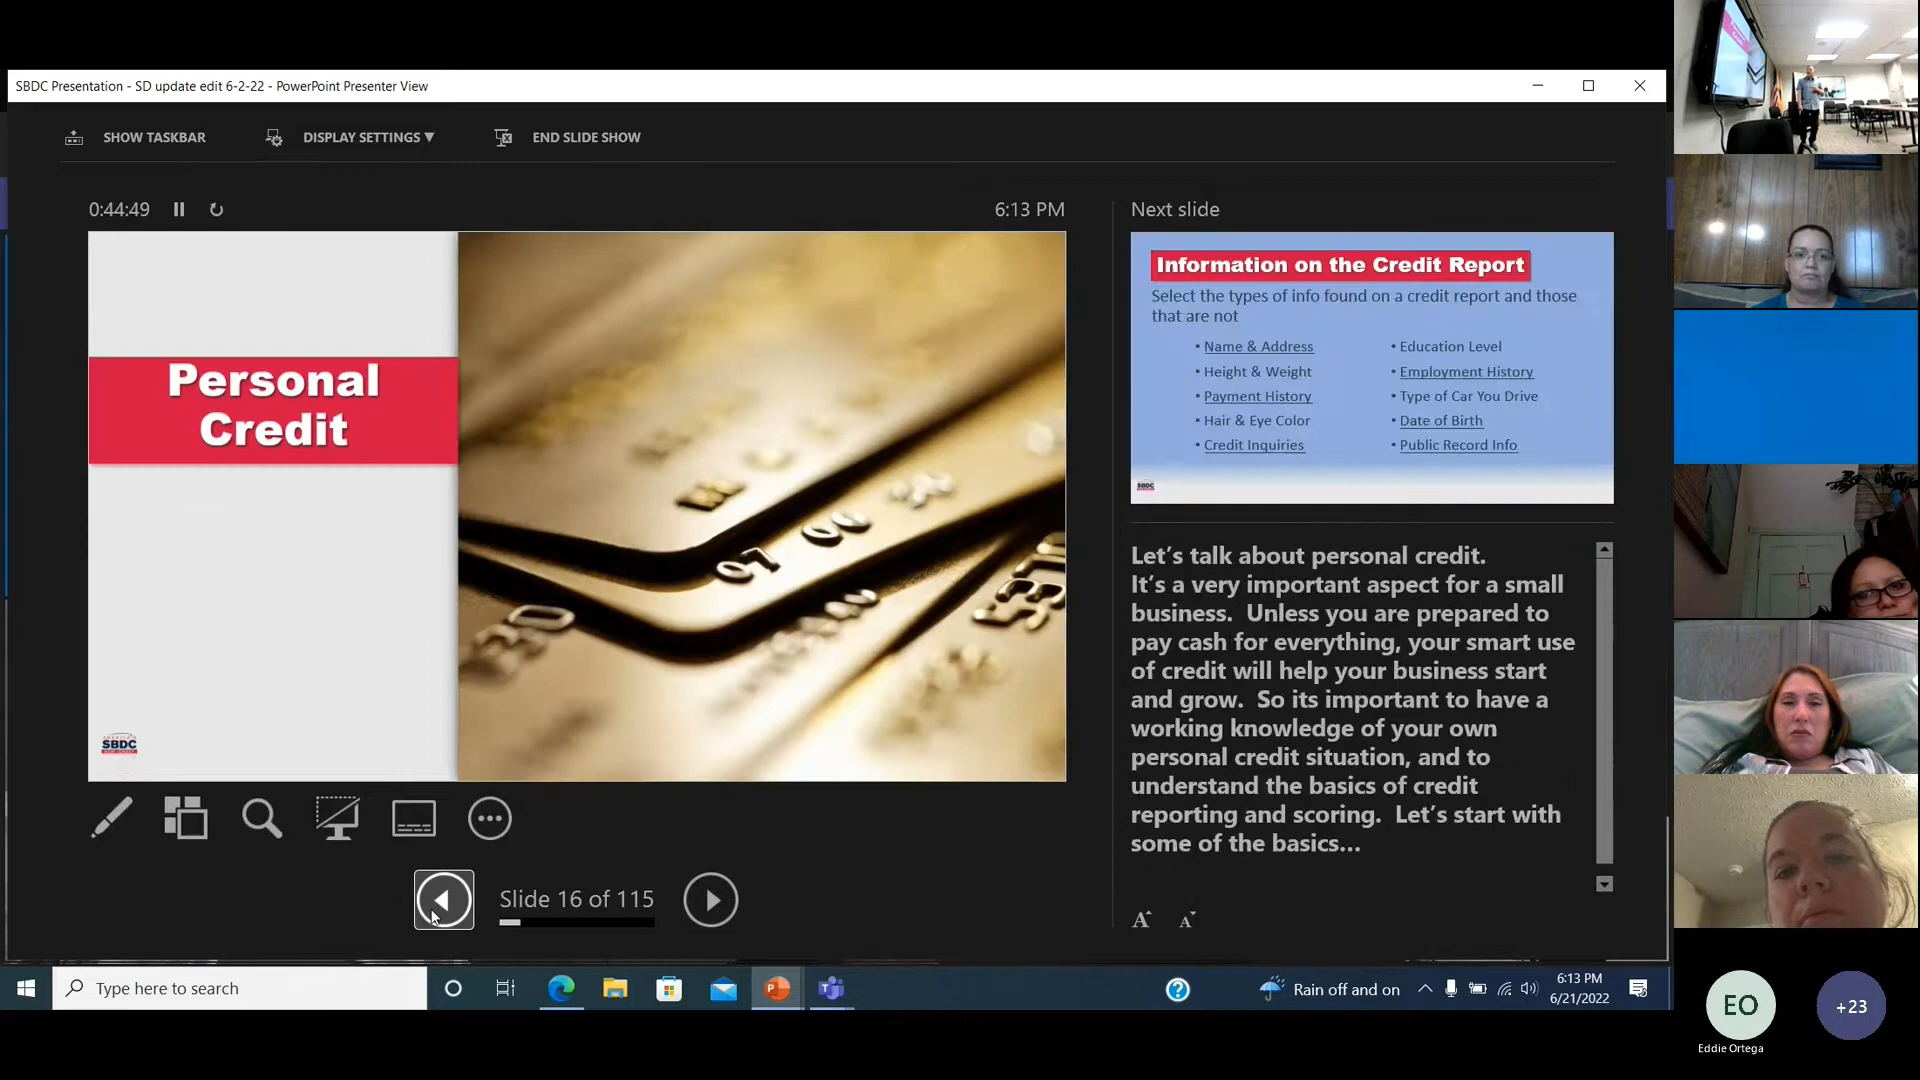 SBDC Presentation - SD update edit 6-2-22 - PowerPoint Presenter View
SHOW TASKBAR
DISPLAY SETTINGS ▼
END SLIDE SHOW
0:44:49
6:13 PM
Personal
Credit
SBDC
Next slide
Information on the Credit Report
Select the types of info found on a credit report and those
that are not
• Name & Address
• Height & Weight
• Payment History
• Hair & Eye Color
• Credit Inquiries
• Education Level
• Employment History
• Type of Car You Drive
• Date of Birth
• Public Record Info
SBDC
Let’s talk about personal credit.
It’s a very important aspect for a small
business.  Unless you are prepared to
pay cash for everything, your smart use
of credit will help your business start
and grow.  So its important to have a
working knowledge of your own
personal credit situation, and to
understand the basics of credit
reporting and scoring.  Let’s start with
some of the basics...
Slide 16 of 115
A A
Type here to search
Rain off and on
6:13 PM
6/21/2022
EO
Eddie Ortega
+23